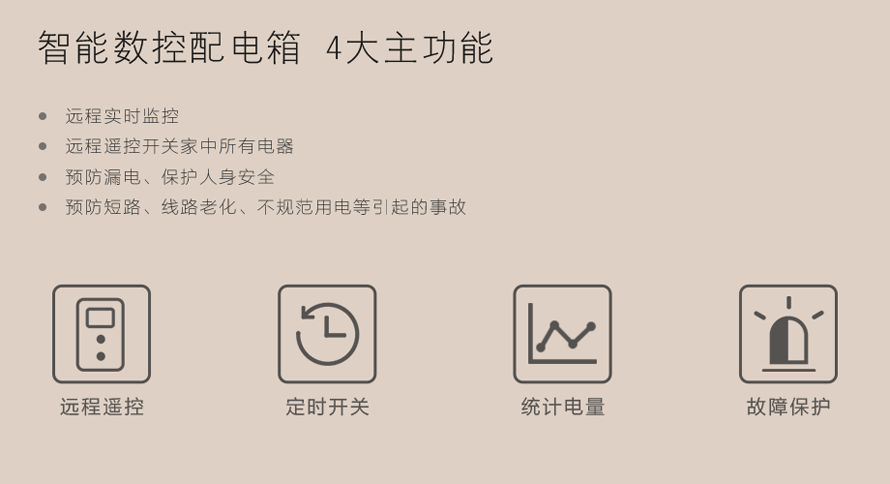 智能数控配电箱 4大主功能
远程实时监控
远程遥控开关家中所有电器
预防漏电、保护人身安全
预防短路、线路老化、不规范用电等引起的事故
远程遥控
定时开关
统计电量
故障保护